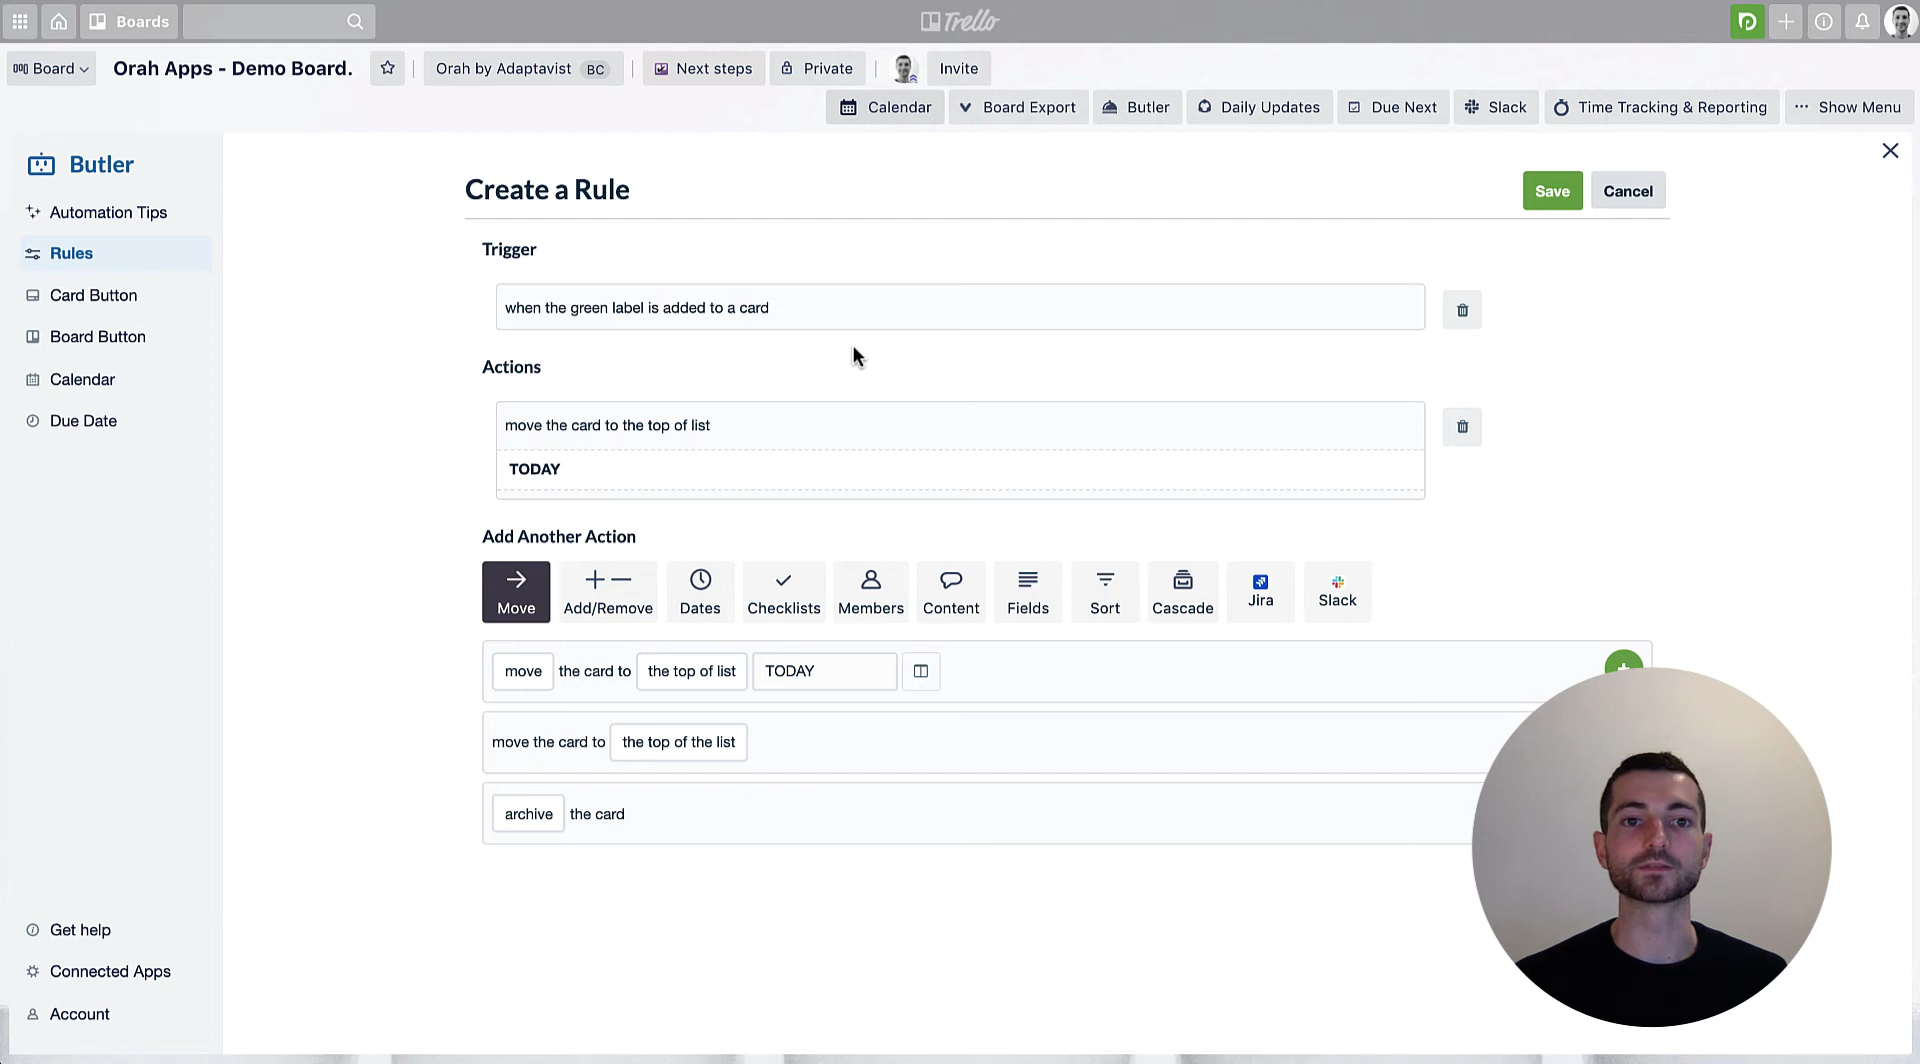 Boards
Trello
Board
Orah Apps - Demo Board.
Orah by Adaptavist BC
Next steps
Private
Invite
Calendar
Board Export
Butler
Daily Updates
Due Next
Slack
Time Tracking & Reporting
Show Menu
Butler
Automation Tips
Rules
Card Button
Board Button
Calendar
Due Date
Get help
Connected Apps
Account
Create a Rule
Save
Cancel
Trigger
when the green label is added to a card
Actions
move the card to the top of list
TODAY
Add Another Action
Move
Add/Remove
Dates
Checklists
Members
Content
Fields
Sort
Cascade
Jira
Slack
move the card to the top of list TODAY
move the card to the top of the list
archive the card